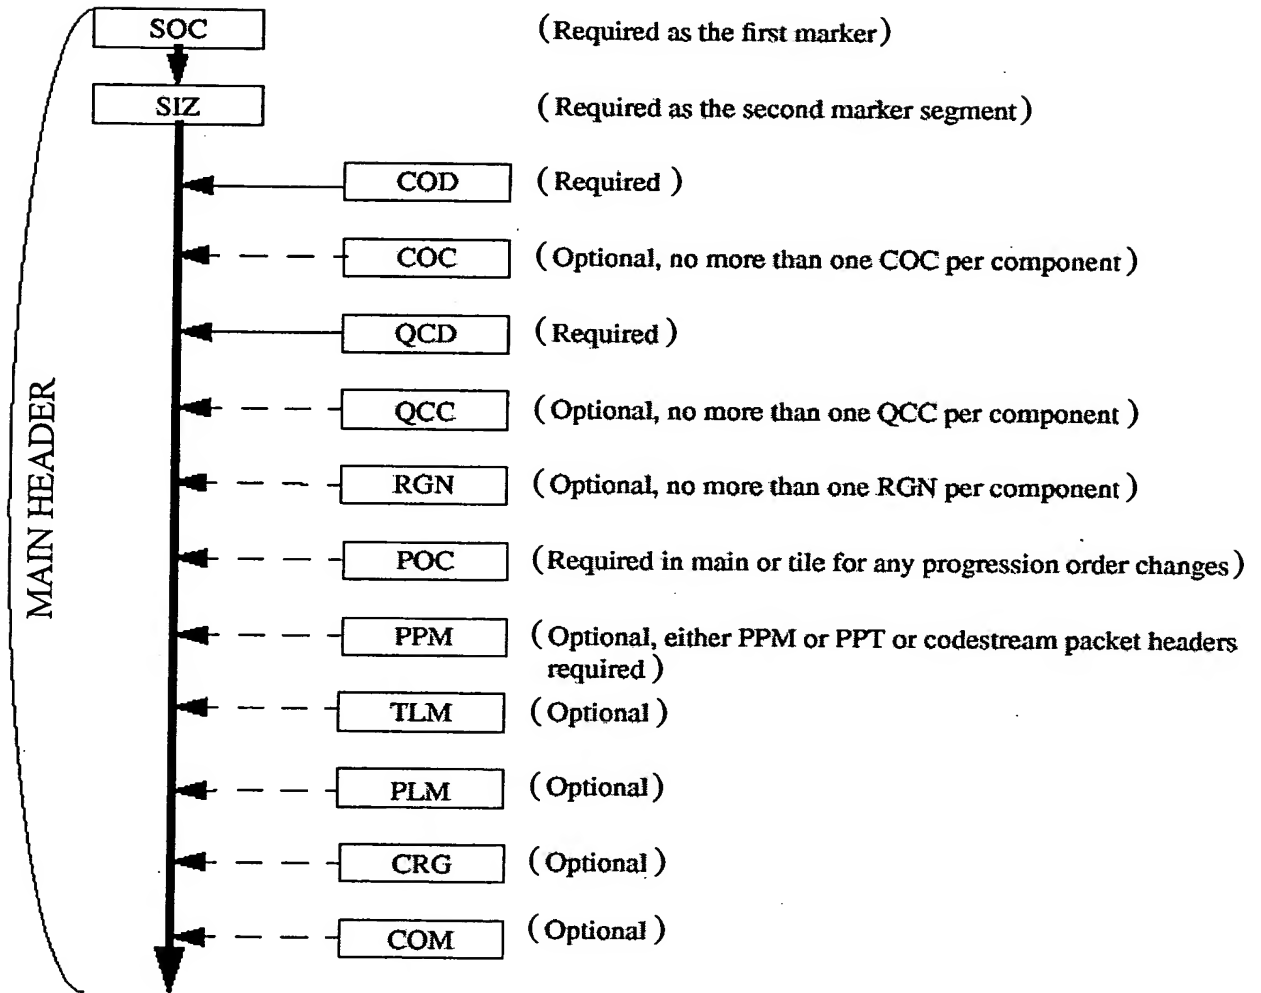 SOC (Required as the first marker)
SIZ (Required as the second marker segment)
COD (Required)
COC (Optional, no more than one COC per component)
QCD (Required)
QCC (Optional, no more than one QCC per component)
RGN (Optional, no more than one RGN per component)
POC (Required in main or tile for any progression order changes)
PPM (Optional, either PPM or PPT or codestream packet headers
required)
TLM (Optional)
PLM (Optional)
CRG (Optional)
COM (Optional)
MAIN HEADER